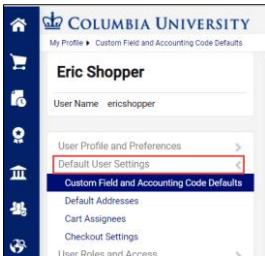 COLUMBIA UNIVERSITY
My Profile ▸ Custom Field and Accounting Code Defaults
Eric Shopper
User Name ericshopper
User Profile and Preferences
Default User Settings
Custom Field and Accounting Code Defaults
Default Addresses
Cart Assignees
Checkout Settings
User Roles and Access